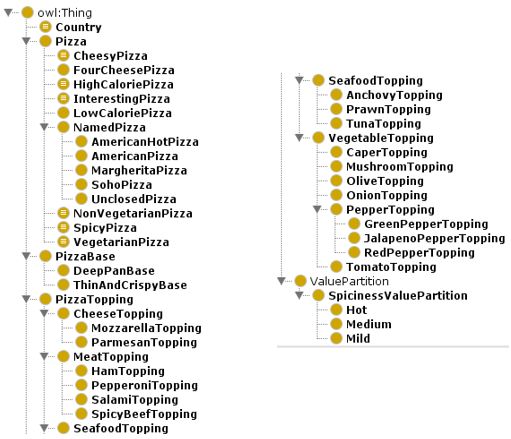 owl:Thing
Country
Pizza
CheesyPizza
FourCheesePizza
HighCaloriePizza
InterestingPizza
LowCaloriePizza
NamedPizza
AmericanHotPizza
AmericanPizza
MargheritaPizza
SohoPizza
UnclosedPizza
NonVegetarianPizza
SpicyPizza
VegetarianPizza
PizzaBase
DeepPanBase
ThinAndCrispyBase
PizzaTopping
CheeseTopping
MozzarellaTopping
ParmesanTopping
MeatTopping
HamTopping
PepperoniTopping
SalamiTopping
SpicyBeefTopping
SeafoodTopping
SeafoodTopping
AnchovyTopping
PrawnTopping
TunaTopping
VegetableTopping
CaperTopping
MushroomTopping
OliveTopping
OnionTopping
PepperTopping
GreenPepperTopping
JalapenoPepperTopping
RedPepperTopping
TomatoTopping
ValuePartition
SpicinessValuePartition
Hot
Medium
Mild